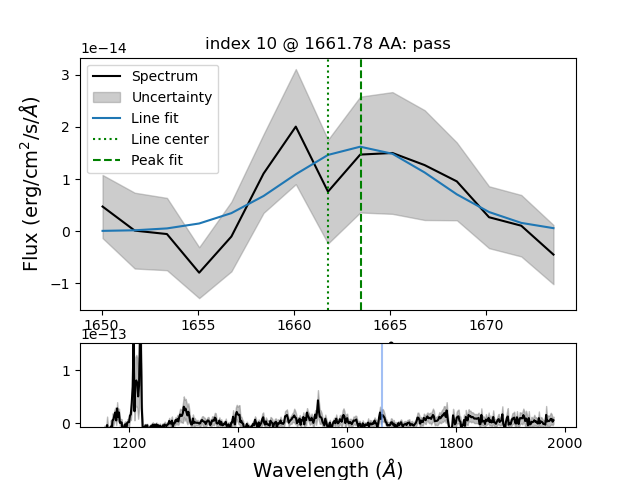 index 10 @ 1661.78 AA: pass
1e−14
Spectrum
Uncertainty
Line fit
Line center
Peak fit
3
2
1
0
−1
Flux (erg/cm²/s/Å)
1650 1655 1660 1665 1670
1e−13
1
0
1200 1400 1600 1800 2000
Wavelength (Å)